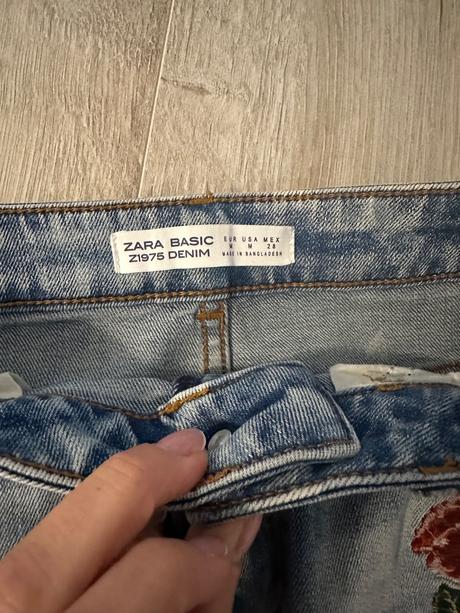 ZARA BASIC
Z1975 DENIM
EUR USA MEX
M M 28
MADE IN BANGLADESH